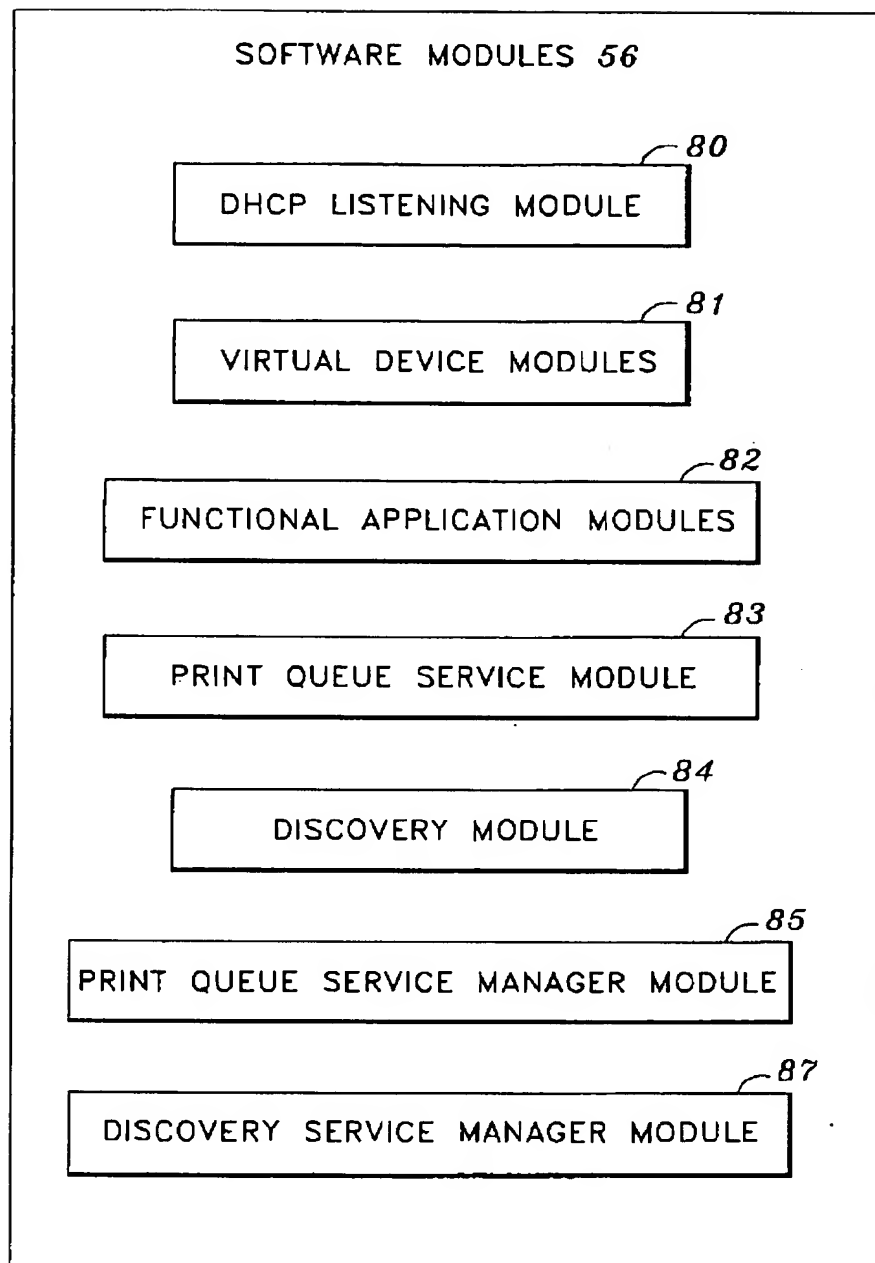 SOFTWARE MODULES 56
80
DHCP LISTENING MODULE
81
VIRTUAL DEVICE MODULES
82
FUNCTIONAL APPLICATION MODULES
83
PRINT QUEUE SERVICE MODULE
84
DISCOVERY MODULE
85
PRINT QUEUE SERVICE MANAGER MODULE
87
DISCOVERY SERVICE MANAGER MODULE